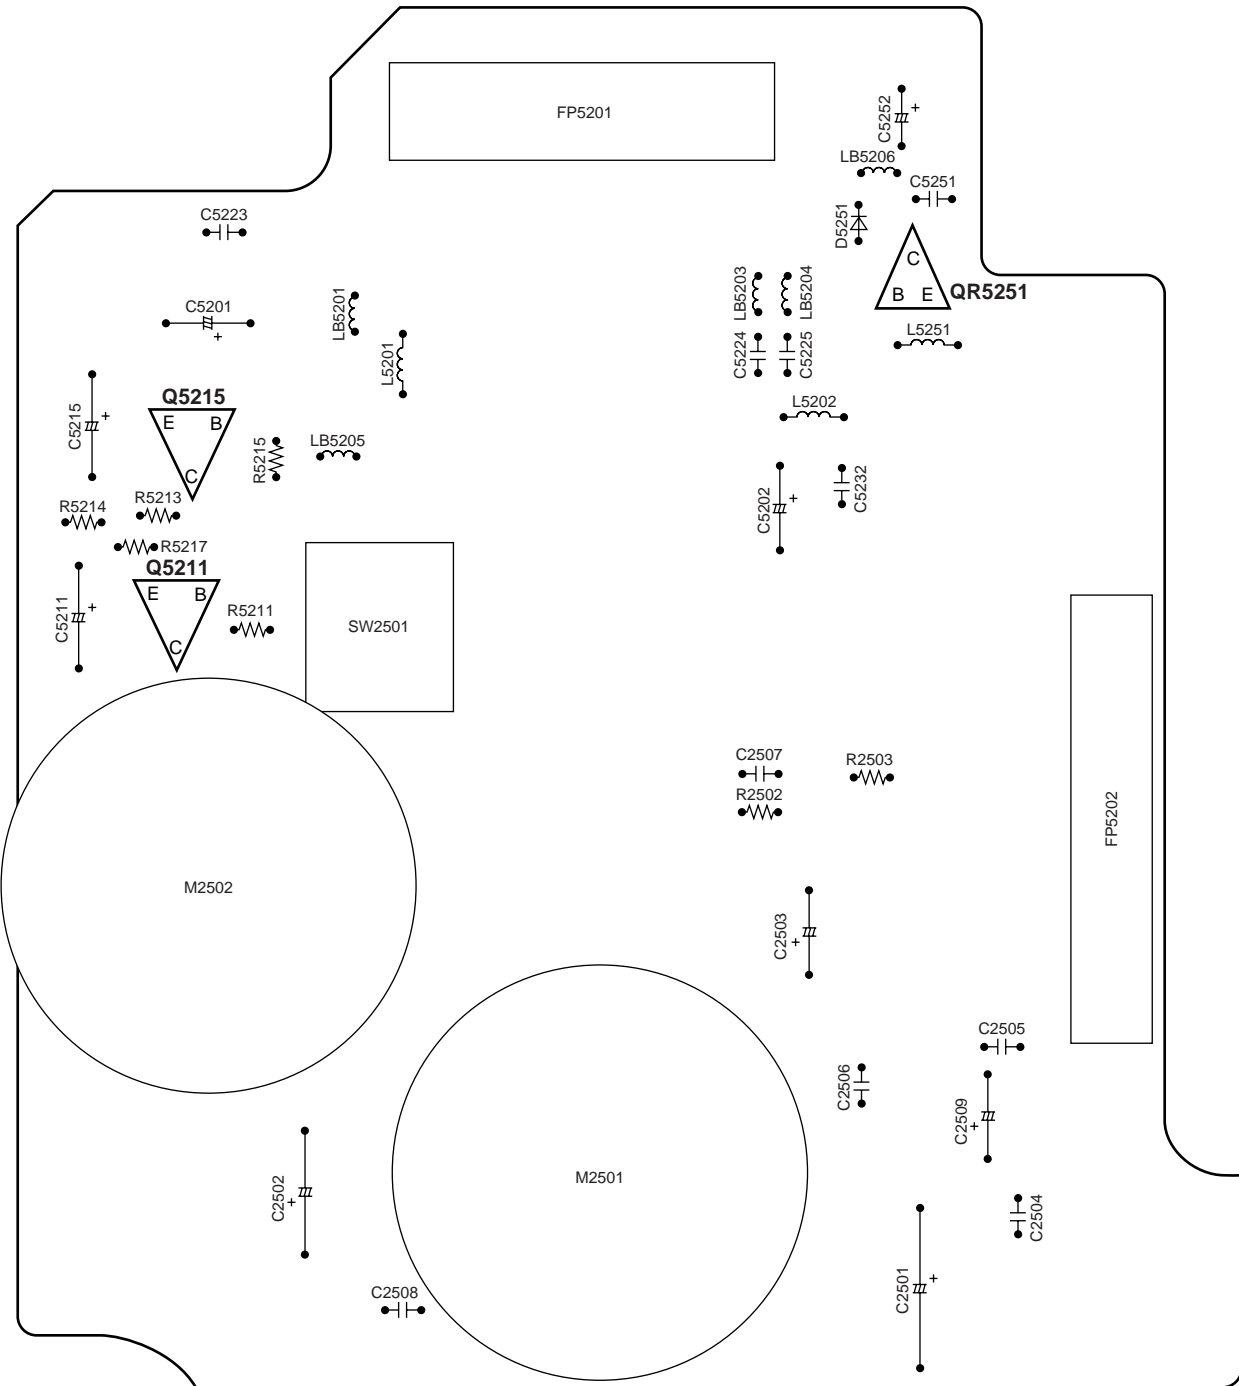 FP5201
C5252
+
LB5206
C5251
C5223
D5251
C
B E
QR5251
LB5203
LB5204
C5201
+
LB5201
L5251
C5224
C5225
L5201
Q5215
E B
C
C5215
+
L5202
R5215
LB5205
C5232
C5202
+
R5213
R5214
R5217
Q5211
E B
C
C5211
+
R5211
SW2501
C2507
R2503
R2502
FP5202
M2502
C2503
+
C2505
C2506
C2509
+
M2501
C2502
+
C2504
C2501
+
C2508